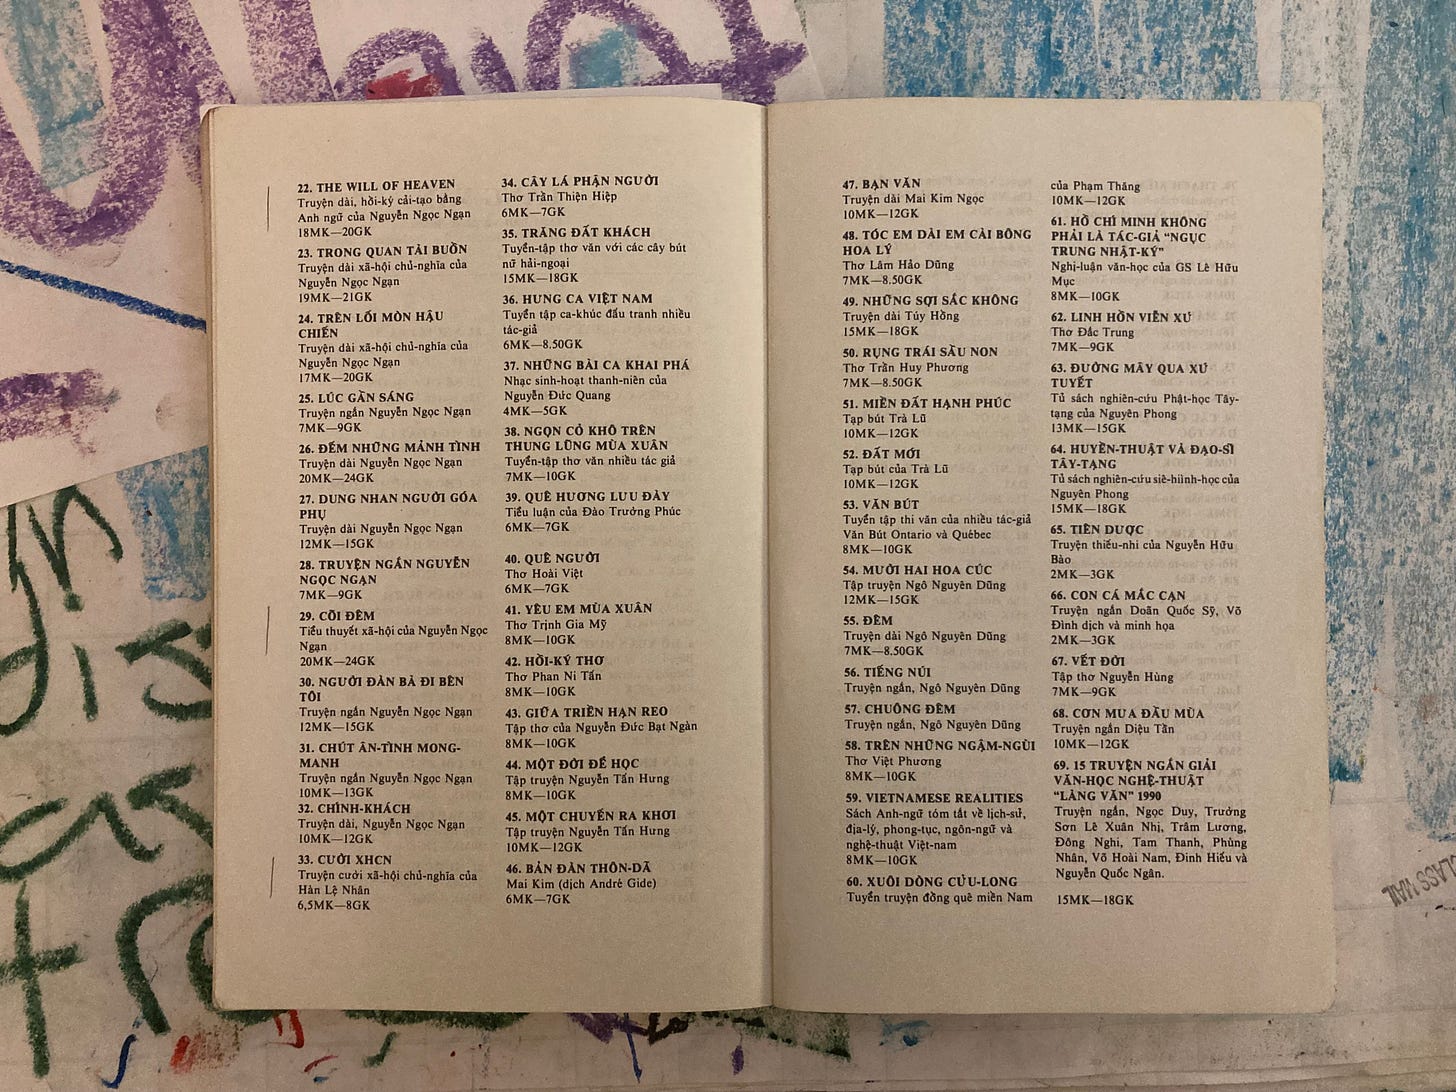 22. THE WILL OF HEAVEN
Truyện dài, hồi-ký cải-tạo bằng
Anh ngữ của Nguyễn Ngọc Ngạn
18MK—20GK
23. TRONG QUAN TÀI BUỒN
Truyện dài xã-hội chủ-nghĩa của
Nguyễn Ngọc Ngạn
19MK—21GK
24. TRÊN LỐI MÒN HẬU
CHIẾN
Truyện dài xã-hội chủ-nghĩa của
Nguyễn Ngọc Ngạn
17MK—20GK
25. LÚC GẦN SÁNG
Truyện ngắn Nguyễn Ngọc Ngạn
7MK—9GK
26. ĐẾM NHỮNG MẢNH TÌNH
Truyện dài Nguyễn Ngọc Ngạn
20MK—24GK
27. DUNG NHAN NGƯỜI GÓA
PHỤ
Truyện dài Nguyễn Ngọc Ngạn
12MK—15GK
28. TRUYỆN NGẮN NGUYỄN
NGỌC NGẠN
7MK—9GK
29. CÕI ĐÊM
Tiểu thuyết xã-hội của Nguyễn Ngọc
Ngạn
20MK—24GK
30. NGƯỜI ĐÀN BÀ ĐI BÊN
TÔI
Truyện ngắn Nguyễn Ngọc Ngạn
12MK—15GK
31. CHÚT ÂN-TÌNH MONG-
MANH
Truyện ngắn Nguyễn Ngọc Ngạn
10MK—13GK
32. CHÍNH-KHÁCH
Truyện dài, Nguyễn Ngọc Ngạn
10MK—12GK
33. CƯỜI XHCN
Truyện cười xã-hội chủ-nghĩa của
Hàn Lệ Nhân
6,5MK—8GK
34. CÂY LÁ PHẬN NGƯỜI
Thơ Trần Thiện Hiệp
6MK—7GK
35. TRĂNG ĐẤT KHÁCH
Tuyển-tập thơ văn với các cây bút
nữ hải-ngoại
15MK—18GK
36. HƯNG CA VIỆT NAM
Tuyển tập ca-khúc đấu tranh nhiều
tác-giả
6MK—8.50GK
37. NHỮNG BÀI CA KHAI PHÁ
Nhạc sinh-hoạt thanh-niên của
Nguyễn Đức Quang
4MK—5GK
38. NGỌN CỎ KHÔ TRÊN
THUNG LŨNG MÙA XUÂN
Tuyển-tập thơ văn nhiều tác giả
7MK—10GK
39. QUÊ HƯƠNG LƯU ĐÀY
Tiểu luận của Đào Trường Phúc
6MK—7GK
40. QUÊ NGƯỜI
Thơ Hoài Việt
6MK—7GK
41. YÊU EM MÙA XUÂN
Thơ Trịnh Gia Mỹ
8MK—10GK
42. HỒI-KÝ THƠ
Thơ Phan Ni Tấn
8MK—10GK
43. GIỮA TRIỀN HẠN REO
Tập thơ của Nguyễn Đức Bạt Ngàn
8MK—10GK
44. MỘT ĐỜI ĐỂ HỌC
Tập truyện Nguyễn Tấn Hưng
8MK—10GK
45. MỘT CHUYẾN RA KHƠI
Tập truyện Nguyễn Tấn Hưng
10MK—12GK
46. BẢN ĐÀN THÔN-DÃ
Mai Kim (dịch André Gide)
6MK—7GK
47. BẠN VĂN
Truyện dài Mai Kim Ngọc
10MK—12GK
48. TÓC EM DÀI EM CÀI BÔNG
HOA LÝ
Thơ Lâm Hảo Dũng
7MK—8.50GK
49. NHỮNG SỢI SẮC KHÔNG
Truyện dài Túy Hồng
15MK—18GK
50. RỤNG TRÁI SẦU NON
Thơ Trần Huy Phương
7MK—8.50GK
51. MIỀN ĐẤT HẠNH PHÚC
Tạp bút Trà Lũ
10MK—12GK
52. ĐẤT MỚI
Tạp bút của Trà Lũ
10MK—12GK
53. VĂN BÚT
Tuyển tập thi văn của nhiều tác-giả
Văn Bút Ontario và Québec
8MK—10GK
54. MƯỜI HAI HOA CÚC
Tập truyện Ngô Nguyên Dũng
12MK—15GK
55. ĐÊM
Truyện dài Ngô Nguyên Dũng
7MK—8.50GK
56. TIẾNG NÚI
Truyện ngắn, Ngô Nguyên Dũng
57. CHUÔNG ĐÊM
Truyện ngắn, Ngô Nguyên Dũng
58. TRÊN NHỮNG NGẬM-NGÙI
Thơ Việt Phương
8MK—10GK
59. VIETNAMESE REALITIES
Sách Anh-ngữ tóm tắt về lịch-sử,
địa-lý, phong-tục, ngôn-ngữ và
nghệ-thuật Việt-nam
8MK—10GK
60. XUÔI DÒNG CỬU-LONG
Tuyển truyện đồng quê miền Nam
của Phạm Thăng
10MK—12GK
61. HỒ CHÍ MINH KHÔNG
PHẢI LÀ TÁC-GIẢ “NGỤC
TRUNG NHẬT-KÝ”
Nghị-luận văn-học của GS Lê Hữu
Mục
8MK—10GK
62. LINH HỒN VIỄN XỨ
Thơ Đắc Trung
7MK—9GK
63. ĐƯỜNG MÂY QUA XỨ
TUYẾT
Tủ sách nghiên-cứu Phật-học Tây-
tạng của Nguyên Phong
13MK—15GK
64. HUYỀN-THUẬT VÀ ĐẠO-SĨ
TÂY-TẠNG
Tủ sách nghiên-cứu siê-hiình-học của
Nguyên Phong
15MK—18GK
65. TIÊN DƯỢC
Truyện thiếu-nhi của Nguyễn Hữu
Bào
2MK—3GK
66. CON CÁ MẮC CẠN
Truyện ngắn Doãn Quốc Sỹ, Võ
Đình dịch và minh họa
2MK—3GK
67. VẾT ĐỜI
Tập thơ Nguyễn Hùng
7MK—9GK
68. CƠN MƯA ĐẦU MÙA
Truyện ngắn Diệu Tần
10MK—12GK
69. 15 TRUYỆN NGẮN GIẢI
VĂN-HỌC NGHỆ-THUẬT
“LÀNG VĂN” 1990
Truyện ngắn, Ngọc Duy, Trường
Sơn Lê Xuân Nhị, Trâm Lương,
Đông Nghi, Tam Thanh, Phùng
Nhân, Võ Hoài Nam, Đinh Hiếu và
Nguyễn Quốc Ngân.
15MK—18GK